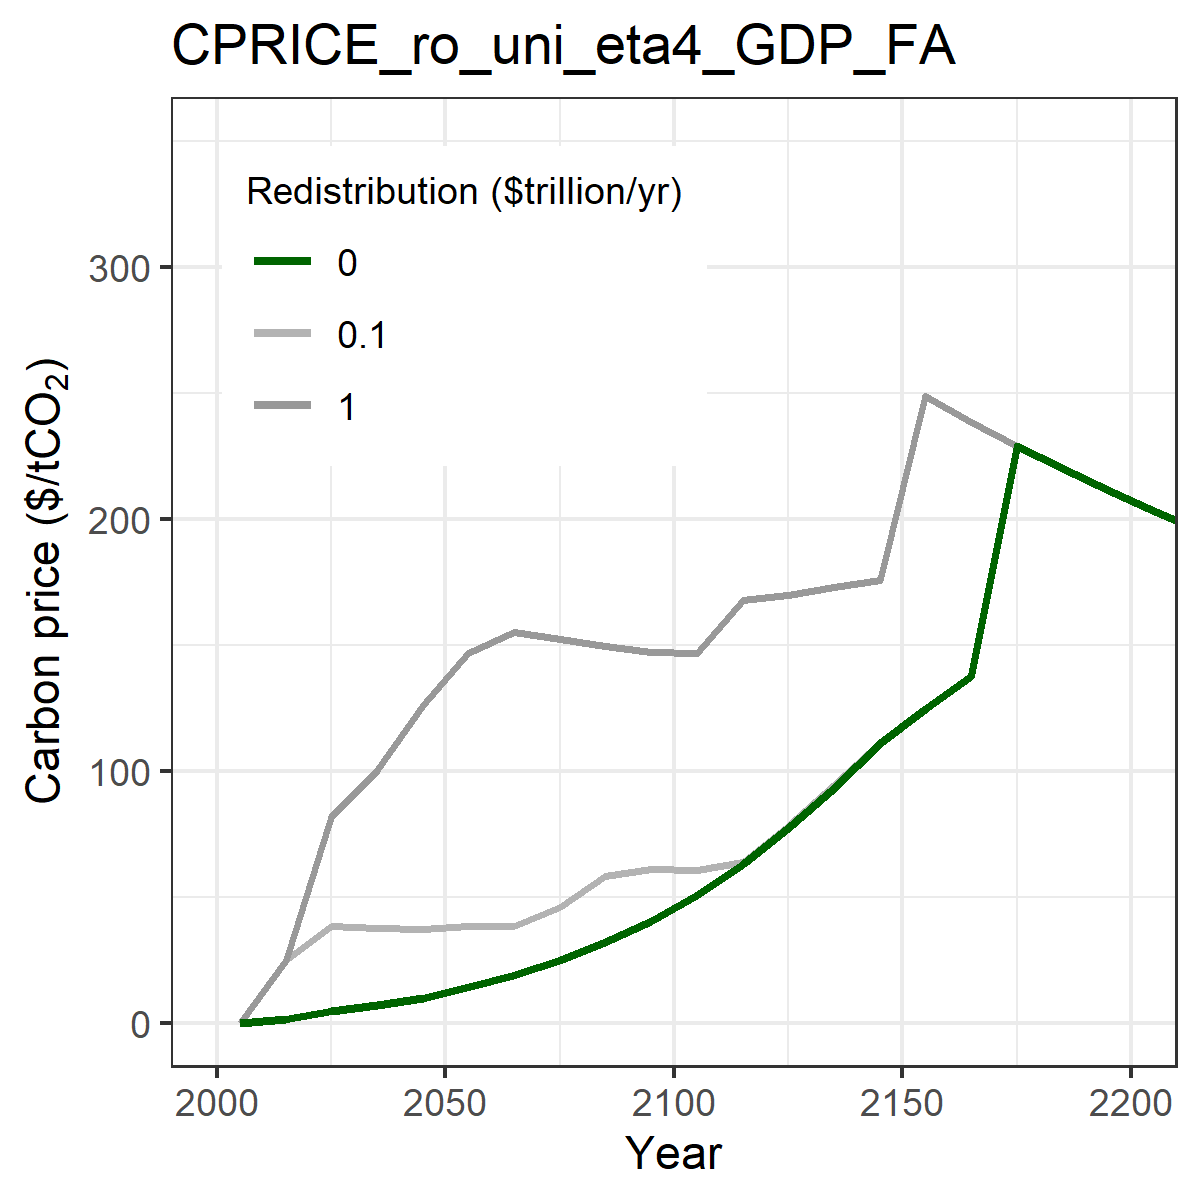 CPRICE_ro_uni_eta4_GDP_FA
Redistribution ($trillion/yr)
0
0.1
1
Carbon price ($/tCO₂)
300
200
100
0
2000 2050 2100 2150 2200
Year